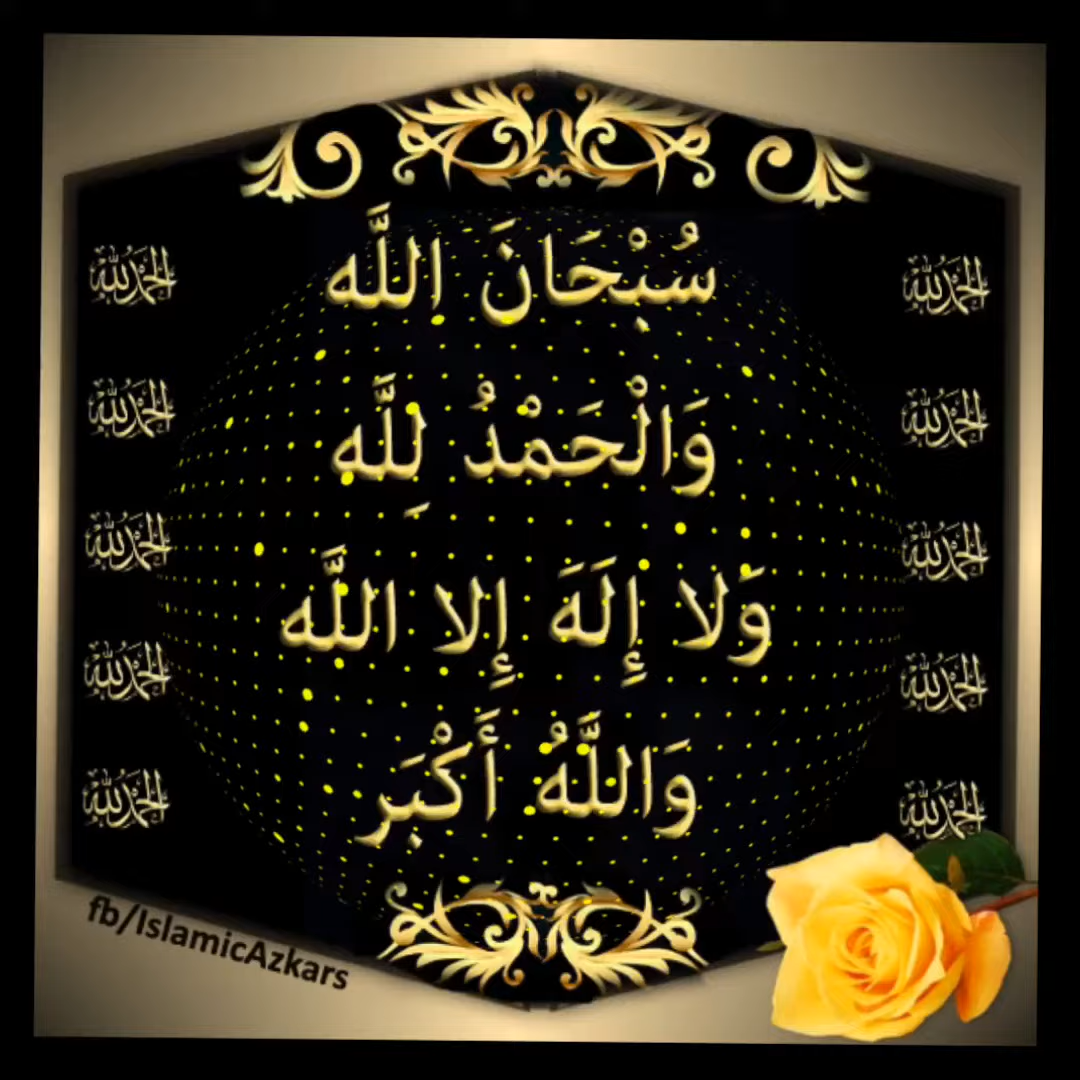 سُبْحَانَ اللَّه
وَالْحَمْدُ لِلَّه
وَلا إِلَهَ إِلا اللَّه
وَاللَّهُ أَكْبَر
الحمد لله
الحمد لله
الحمد لله
الحمد لله
الحمد لله
الحمد لله
الحمد لله
الحمد لله
الحمد لله
الحمد لله
fb/IslamicAzkars